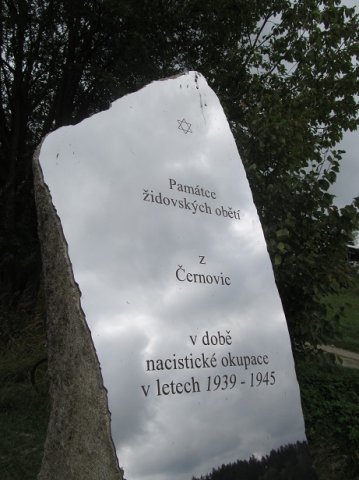 Památce
židovských obětí
z
Černovic
v době
nacistické okupace
v letech 1939 - 1945